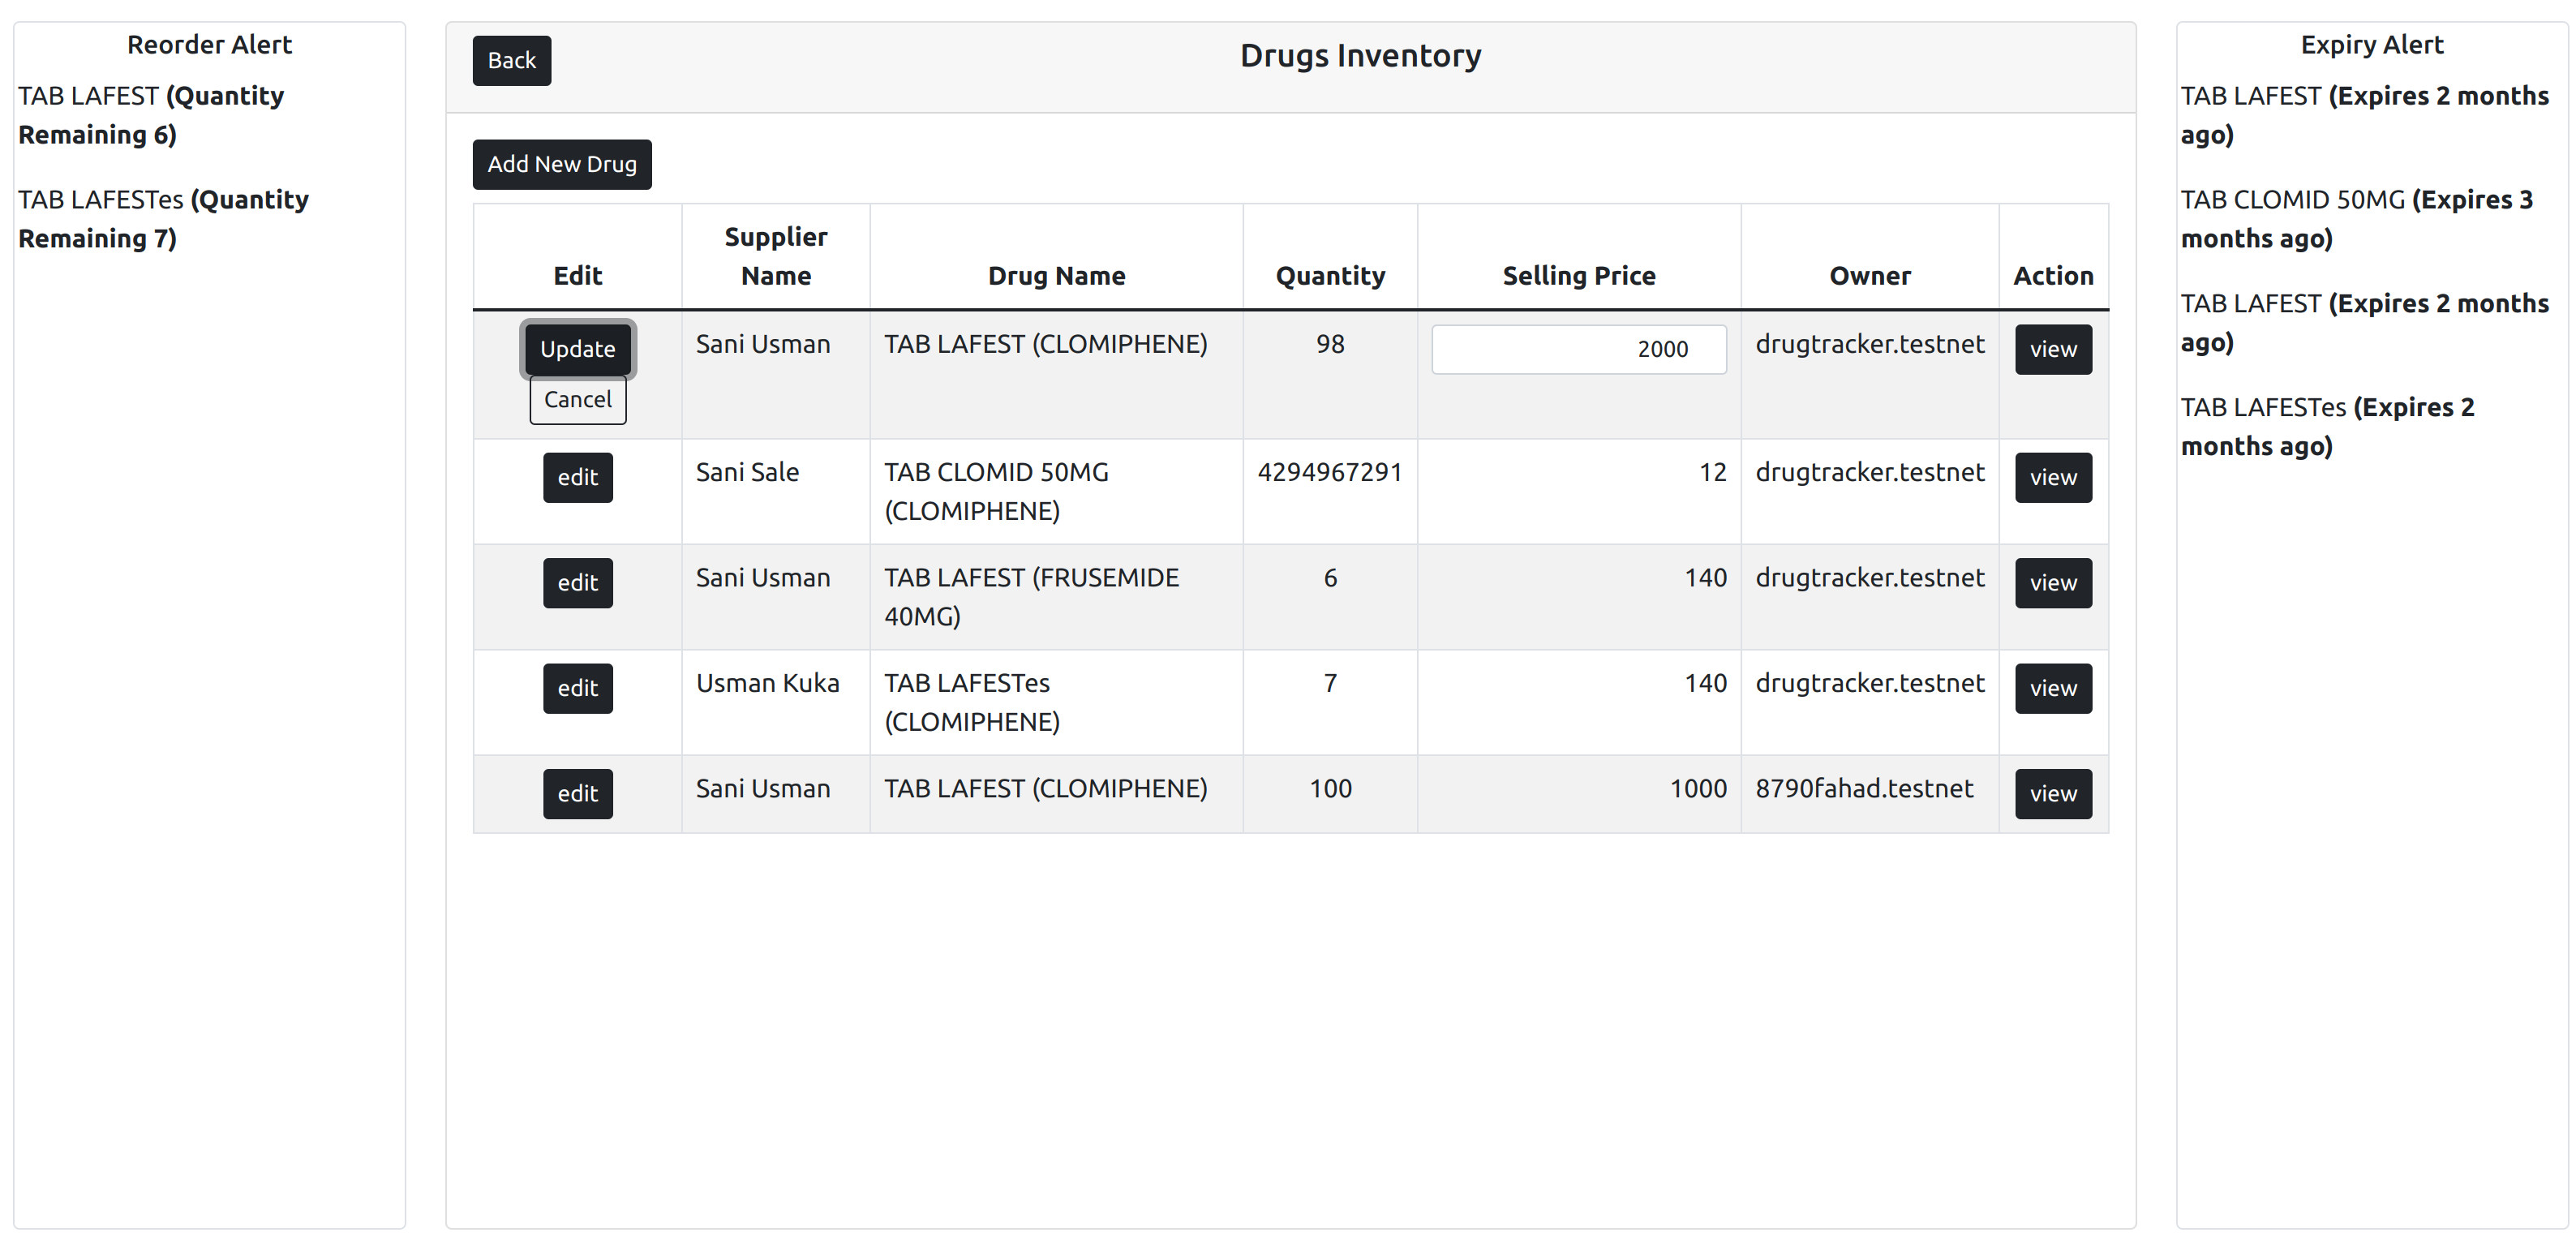 Reorder Alert
TAB LAFEST (Quantity
Remaining 6)
TAB LAFESTes (Quantity
Remaining 7)
Back
Drugs Inventory
Add New Drug
Edit Supplier Name Drug Name Quantity Selling Price Owner Action
Update Sani Usman TAB LAFEST (CLOMIPHENE) 98 2000 drugtracker.testnet view
Cancel
edit Sani Sale TAB CLOMID 50MG 4294967291 12 drugtracker.testnet view
(CLOMIPHENE)
edit Sani Usman TAB LAFEST (FRUSEMIDE 6 140 drugtracker.testnet view
40MG)
edit Usman Kuka TAB LAFESTes 7 140 drugtracker.testnet view
(CLOMIPHENE)
edit Sani Usman TAB LAFEST (CLOMIPHENE) 100 1000 8790fahad.testnet view
Expiry Alert
TAB LAFEST (Expires 2 months
ago)
TAB CLOMID 50MG (Expires 3
months ago)
TAB LAFEST (Expires 2 months
ago)
TAB LAFESTes (Expires 2
months ago)